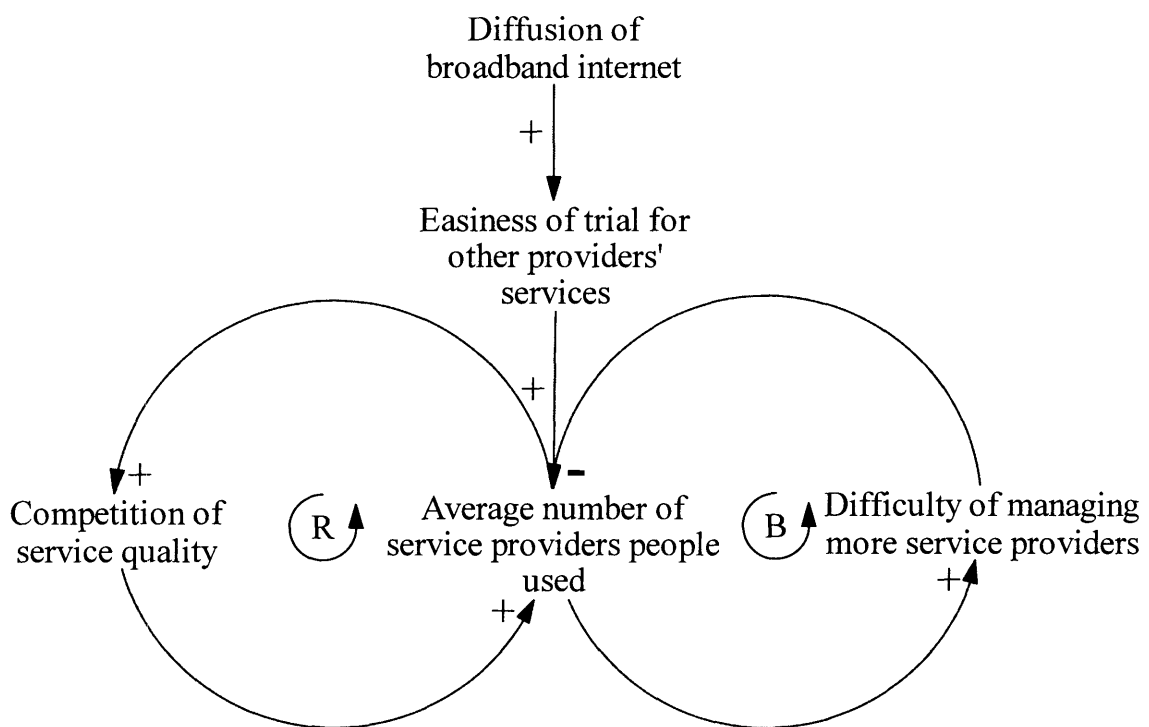 Diffusion of
broadband internet
+
Easiness of trial for
other providers'
services
+
+
-
Competition of
service quality
R
Average number of
service providers people
used
B
Difficulty of managing
more service providers
+
+